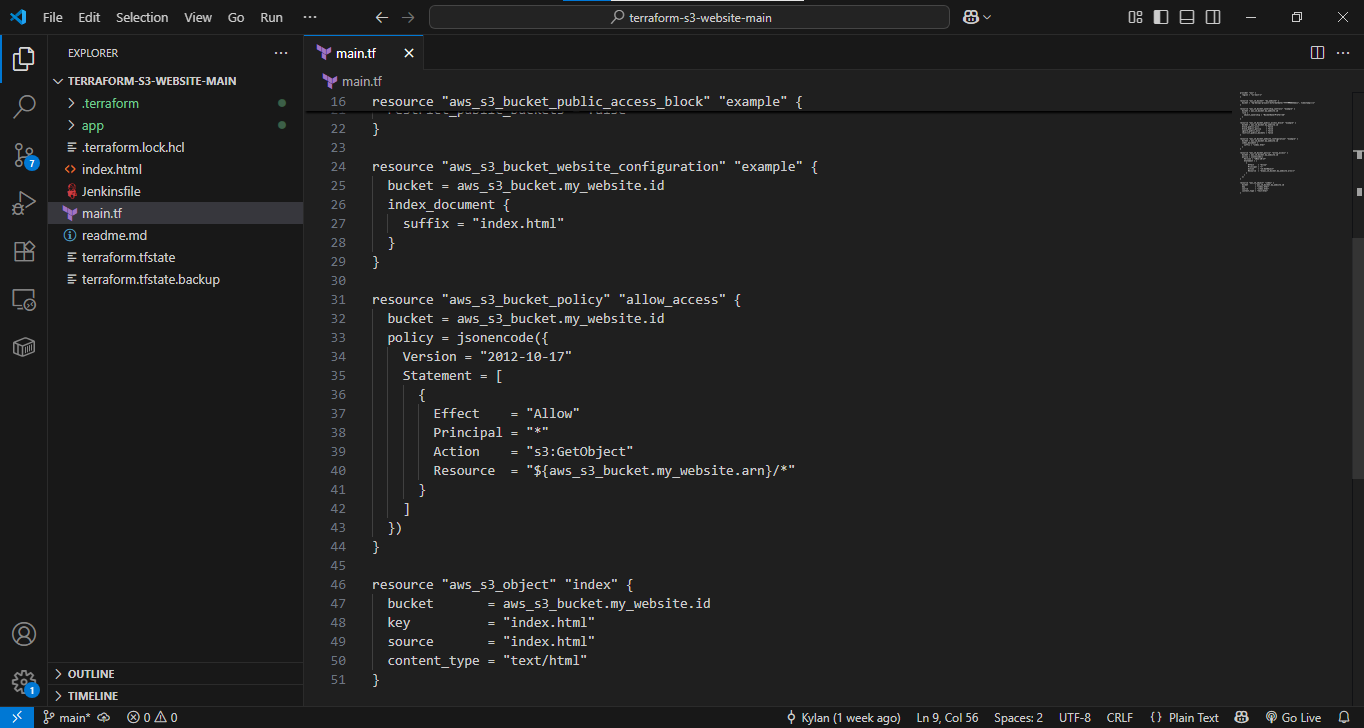 File Edit Selection View Go Run ···
terraform-s3-website-main
EXPLORER ···
TERRAFORM-S3-WEBSITE-MAIN
.terraform
app
.terraform.lock.hcl
index.html
Jenkinsfile
main.tf
readme.md
terraform.tfstate
terraform.tfstate.backup
OUTLINE
TIMELINE
7
1
main.tf
main.tf
16 resource "aws_s3_bucket_public_access_block" "example" {
22 }
23
24 resource "aws_s3_bucket_website_configuration" "example" {
25   bucket = aws_s3_bucket.my_website.id
26   index_document {
27     suffix = "index.html"
28   }
29 }
30
31 resource "aws_s3_bucket_policy" "allow_access" {
32   bucket = aws_s3_bucket.my_website.id
33   policy = jsonencode({
34     Version = "2012-10-17"
35     Statement = [
36       {
37         Effect    = "Allow"
38         Principal = "*"
39         Action    = "s3:GetObject"
40         Resource  = "${aws_s3_bucket.my_website.arn}/*"
41       }
42     ]
43   })
44 }
45
46 resource "aws_s3_object" "index" {
47   bucket       = aws_s3_bucket.my_website.id
48   key          = "index.html"
49   source       = "index.html"
50   content_type = "text/html"
51 }
main* 0 0 Kylan (1 week ago) Ln 9, Col 56 Spaces: 2 UTF-8 CRLF {} Plain Text Go Live